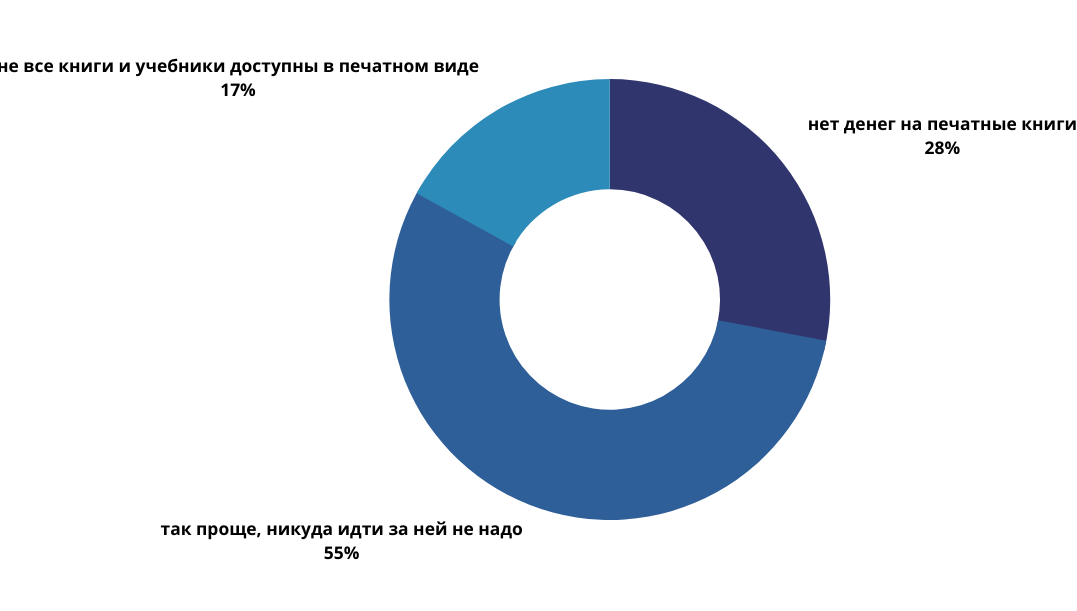 не все книги и учебники доступны в печатном виде
17%
нет денег на печатные книги
28%
так проще, никуда идти за ней не надо
55%